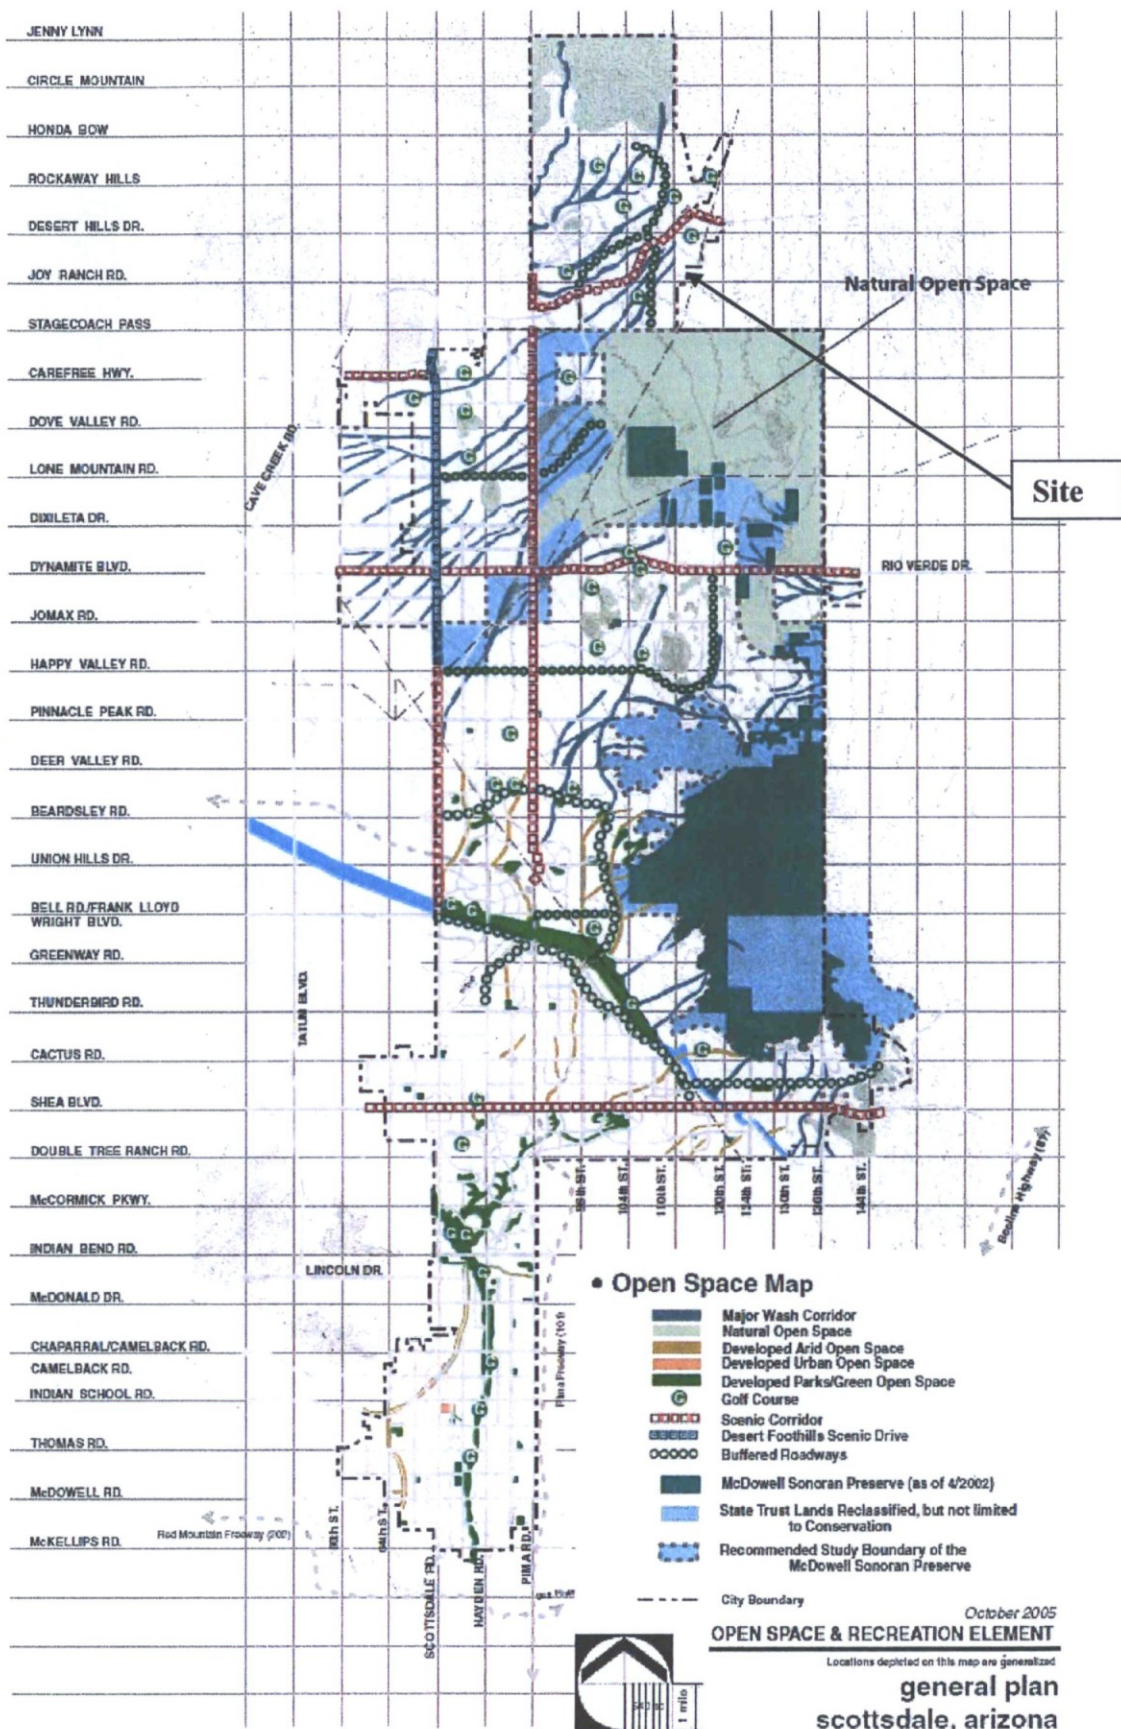 JENNY LYNN
CIRCLE MOUNTAIN
HONDA BOW
ROCKAWAY HILLS
DESERT HILLS DR.
JOY RANCH RD.
Natural Open Space
STAGECOACH PASS
CAREFREE HWY.
DOVE VALLEY RD.
CAVE CREEK RD.
LONE MOUNTAIN RD.
Site
DIXILETA DR.
DYNAMITE BLVD.
RIO VERDE DR.
JOMAX RD.
HAPPY VALLEY RD.
PINNACLE PEAK RD.
DEER VALLEY RD.
BEARDSLEY RD.
UNION HILLS DR.
BELL RD./FRANK LLOYD
WRIGHT BLVD.
GREENWAY RD.
THUNDERBIRD RD.
TATUM BLVD.
CACTUS RD.
SHEA BLVD.
DOUBLE TREE RANCH RD.
96th ST.
104th ST.
110th ST.
120th ST.
134th ST.
130th ST.
136th ST.
144th ST.
Beeline Highway (87)
McCORMICK PKWY.
INDIAN BEND RD.
LINCOLN DR.
McDONALD DR.
Pima Freeway (101)
CHAPARRAL/CAMELBACK RD.
CAMELBACK RD.
INDIAN SCHOOL RD.
THOMAS RD.
McDOWELL RD.
McKELLIPS RD.
Red Mountain Freeway (202)
64th ST.
SCOTTSDALE RD.
HAYDEN RD.
PIMA RD.
• Open Space Map
Major Wash Corridor
Natural Open Space
Developed Arid Open Space
Developed Urban Open Space
Developed Parks/Green Open Space
G Golf Course
Scenic Corridor
Desert Foothills Scenic Drive
Buffered Roadways
McDowell Sonoran Preserve (as of 4/2002)
State Trust Lands Reclassified, but not limited
to Conservation
Recommended Study Boundary of the
McDowell Sonoran Preserve
City Boundary
October 2005
OPEN SPACE & RECREATION ELEMENT
Locations depicted on this map are generalized
1 mile
general plan
scottsdale, arizona